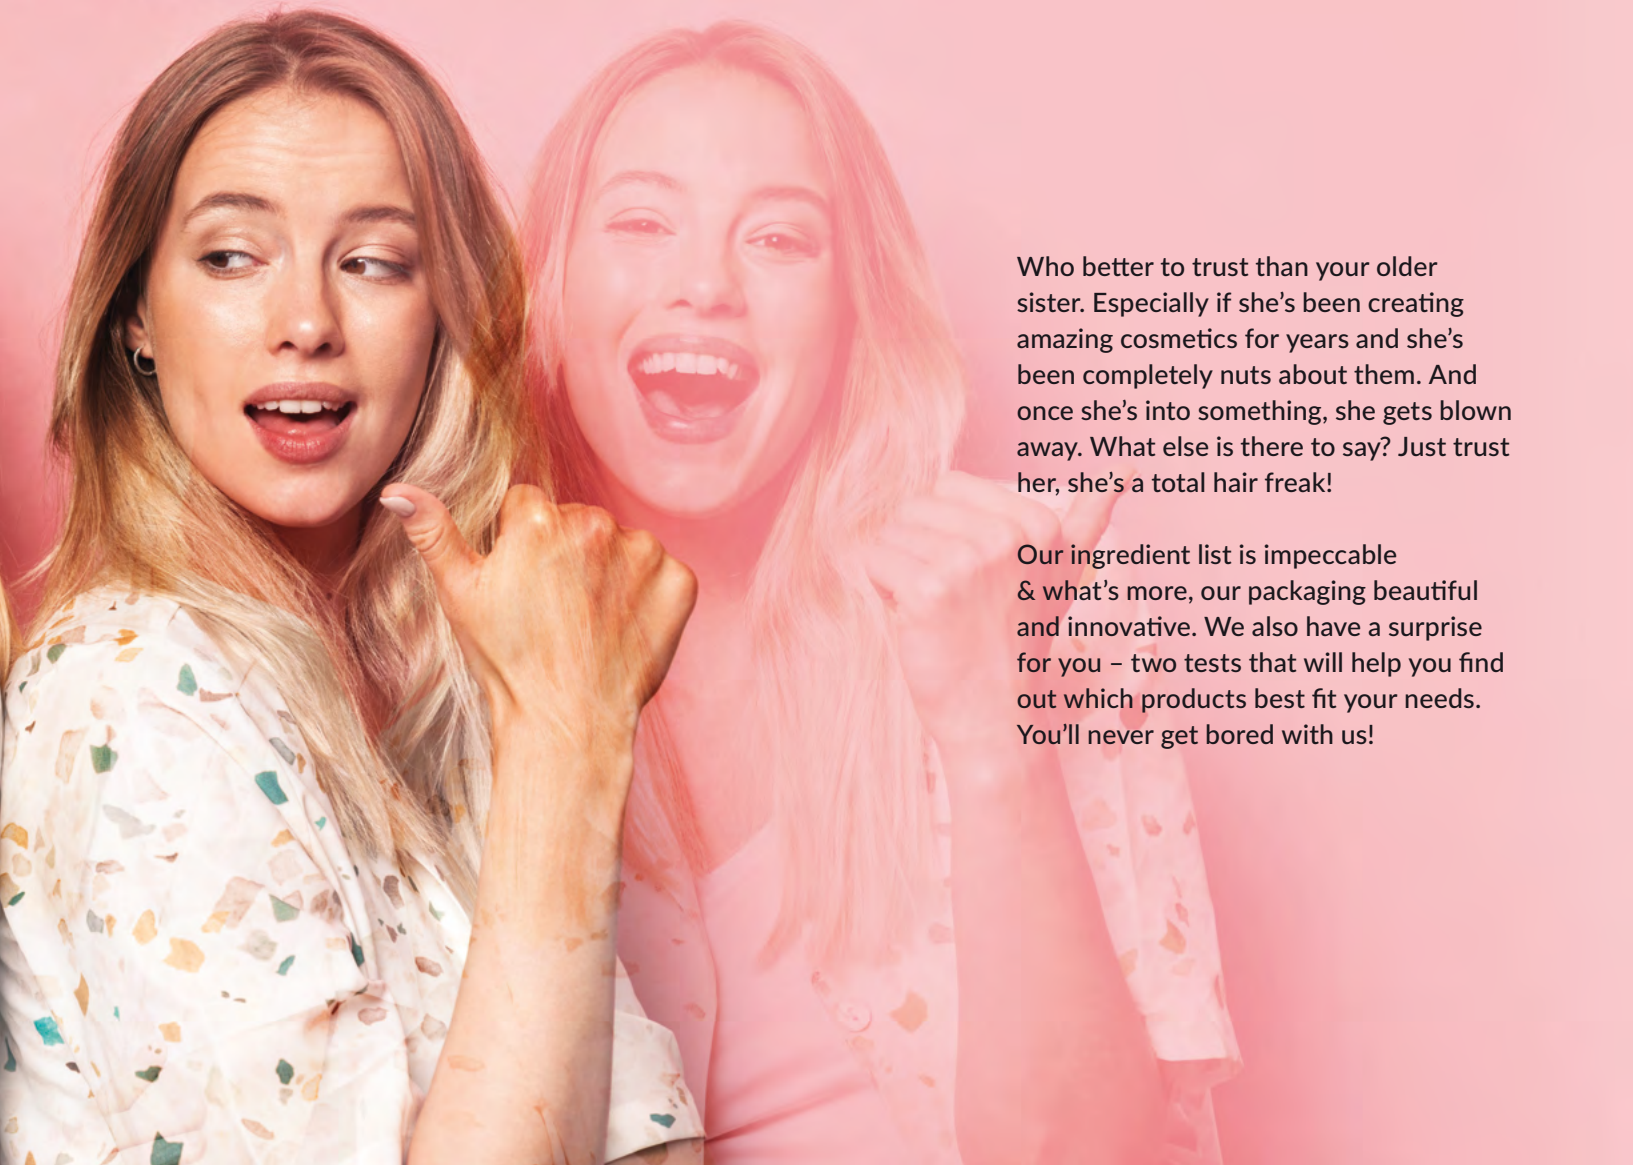 Who better to trust than your older
sister. Especially if she’s been creating
amazing cosmetics for years and she’s
been completely nuts about them. And
once she’s into something, she gets blown
away. What else is there to say? Just trust
her, she’s a total hair freak!
Our ingredient list is impeccable
& what’s more, our packaging beautiful
and innovative. We also have a surprise
for you – two tests that will help you find
out which products best fit your needs.
You’ll never get bored with us!